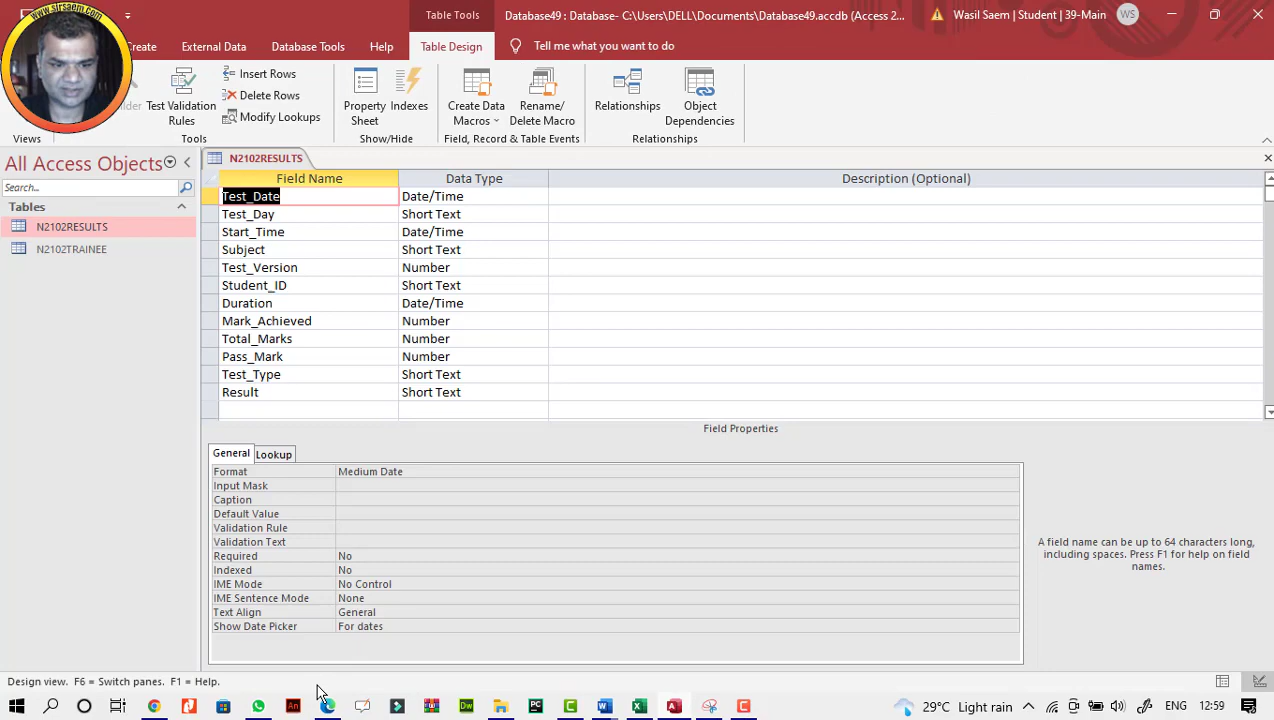 www.sirsaem.com
Table Tools
Database49 : Database- C:\Users\DELL\Documents\Database49.accdb (Access 2...
Wasil Saem | Student | 39-Main
WS
Create
External Data
Database Tools
Help
Table Design
Tell me what you want to do
Test Validation Rules
Insert Rows
Delete Rows
Modify Lookups
Property Sheet
Indexes
Create Data Macros
Rename/ Delete Macro
Relationships
Object Dependencies
Views
Tools
Show/Hide
Field, Record & Table Events
Relationships
All Access Objects
Search...
Tables
N2102RESULTS
N2102TRAINEE
N2102RESULTS
Field Name Data Type Description (Optional)
Test_Date Date/Time
Test_Day Short Text
Start_Time Date/Time
Subject Short Text
Test_Version Number
Student_ID Short Text
Duration Date/Time
Mark_Achieved Number
Total_Marks Number
Pass_Mark Number
Test_Type Short Text
Result Short Text
Field Properties
General Lookup
Format Medium Date
Input Mask
Caption
Default Value
Validation Rule
Validation Text
Required No
Indexed No
IME Mode No Control
IME Sentence Mode None
Text Align General
Show Date Picker For dates
A field name can be up to 64 characters long,
including spaces. Press F1 for help on field
names.
Design view. F6 = Switch panes. F1 = Help.
An
Dw
PC
29°C Light rain
ENG
12:59